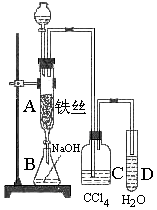 A 铁丝
B NaOH
C D
CCl4 H2O